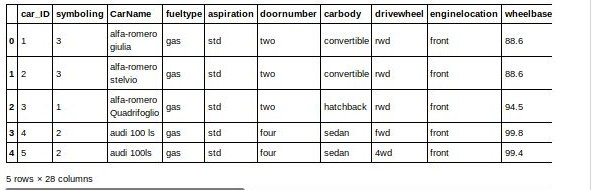 car_ID symboling CarName fueltype aspiration doornumber carbody drivewheel enginelocation wheelbase
0 1 3 alfa-romero giulia gas std two convertible rwd front 88.6
1 2 3 alfa-romero stelvio gas std two convertible rwd front 88.6
2 3 1 alfa-romero Quadrifoglio gas std two hatchback rwd front 94.5
3 4 2 audi 100 ls gas std four sedan fwd front 99.8
4 5 2 audi 100ls gas std four sedan 4wd front 99.4
5 rows × 28 columns